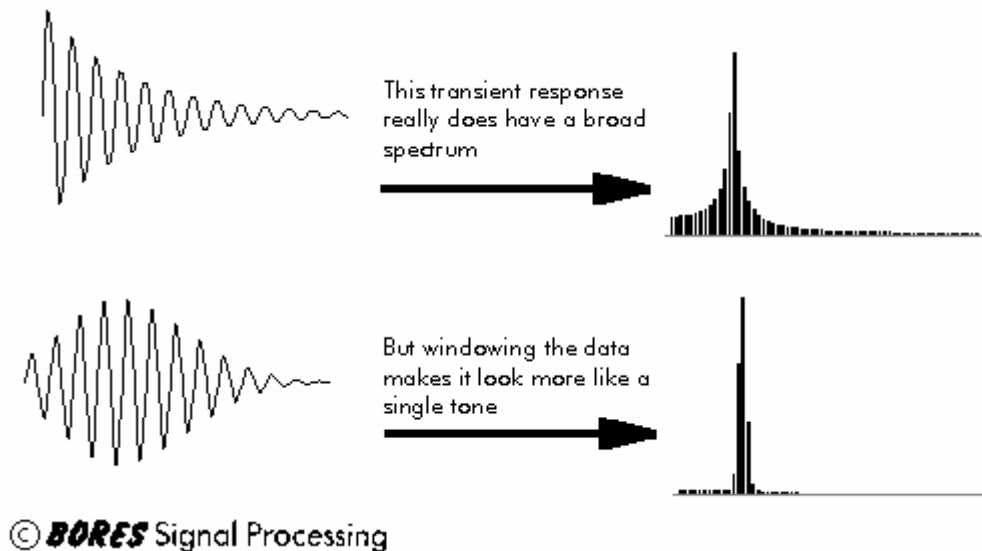 This transient response
really does have a broad
spectrum
But windowing the data
makes it look more like a
single tone
© BORES Signal Processing